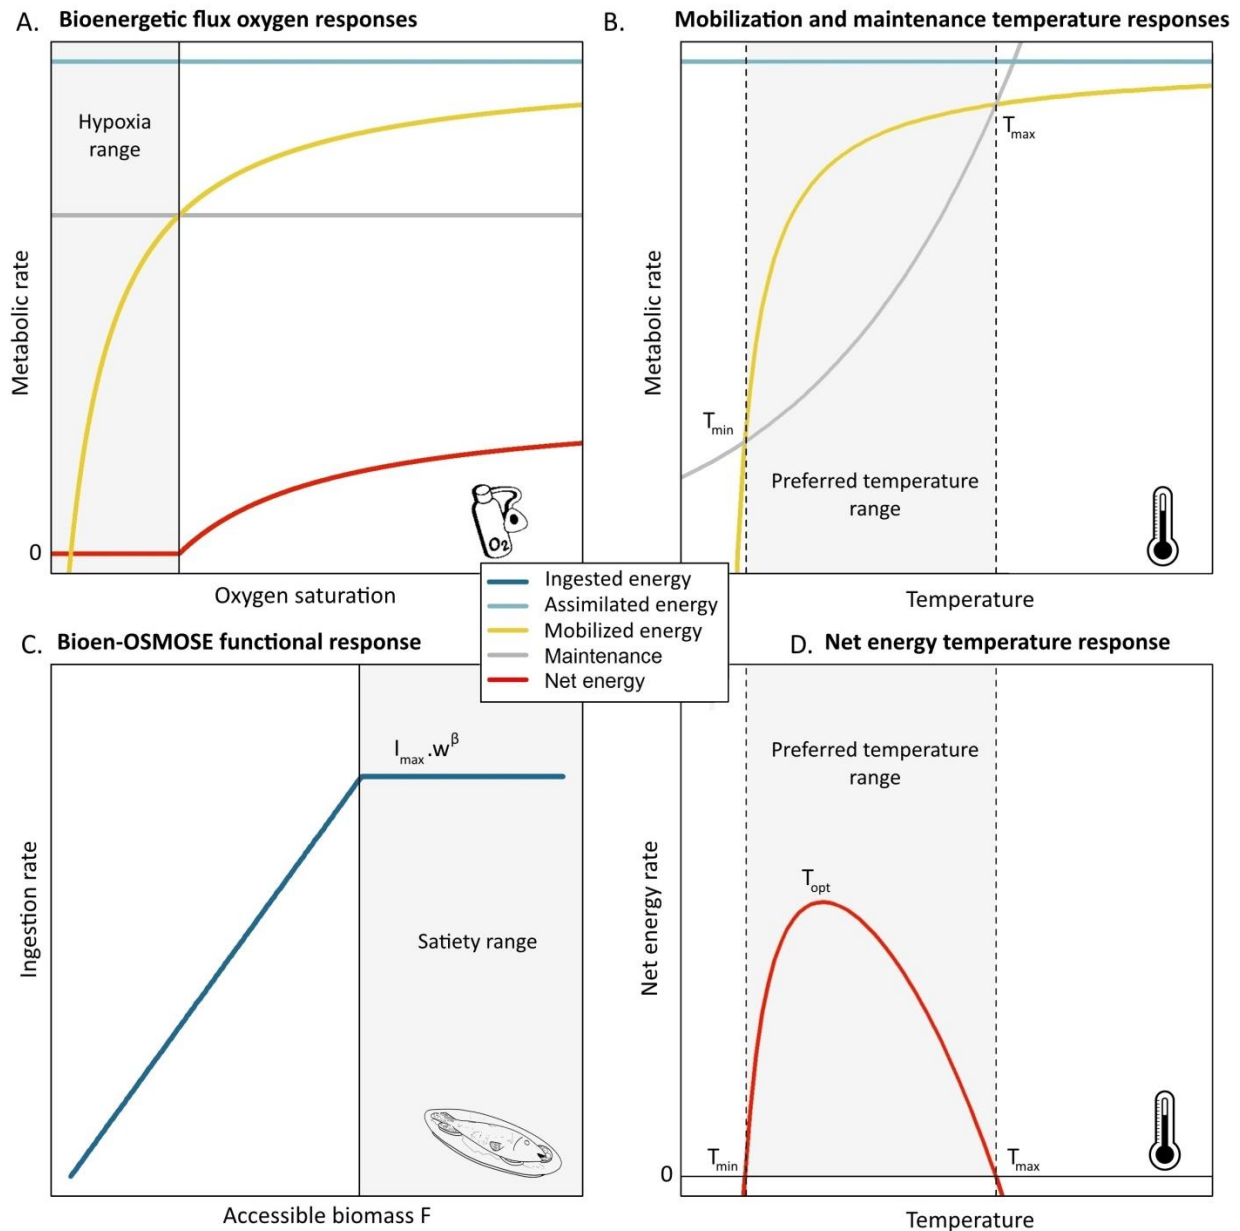 A. Bioenergetic flux oxygen responses
Hypoxia
range
Metabolic rate
0
O2
Oxygen saturation
B. Mobilization and maintenance temperature responses
Tmax
Tmin
Metabolic rate
Preferred temperature
range
Temperature
Ingested energy
Assimilated energy
Mobilized energy
Maintenance
Net energy
C. Bioen-OSMOSE functional response
Imax .w^β
Ingestion rate
Satiety range
Accessible biomass F
D. Net energy temperature response
Preferred temperature
range
Topt
Net energy rate
Tmin
Tmax
0
Temperature